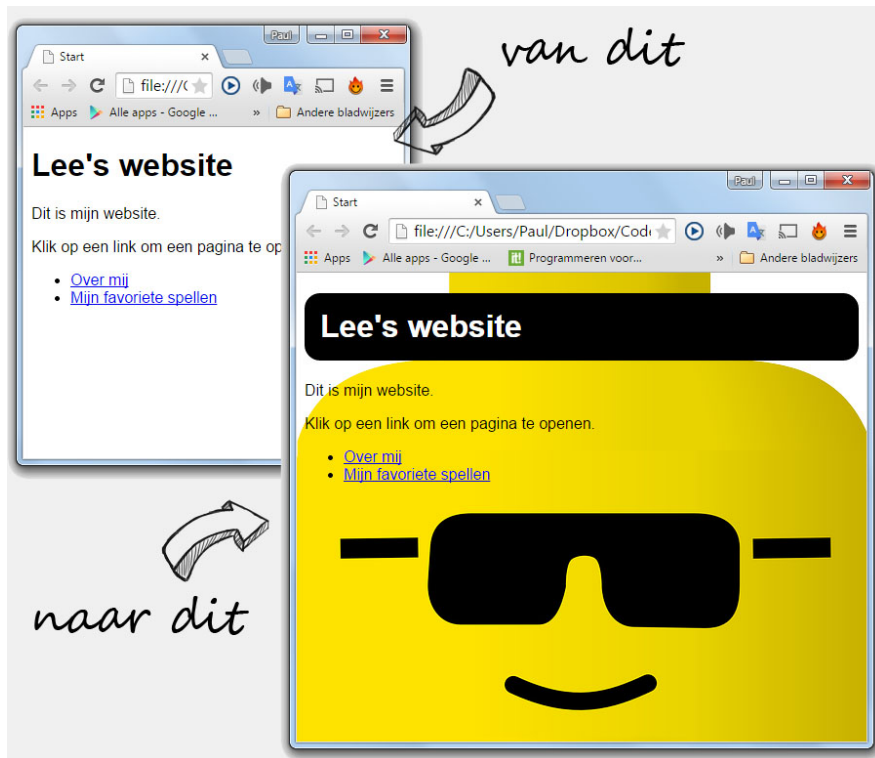 van dit
Paul
Start
file:///C
Apps
Alle apps - Google ...
»
Andere bladwijzers
Lee's website
Dit is mijn website.
Klik op een link om een pagina te op
Over mij
Mijn favoriete spellen
naar dit
Paul
Start
file:///C:/Users/Paul/Dropbox/Code
Apps
Alle apps - Google ...
it!
Programmeren voor...
»
Andere bladwijzers
Lee's website
Dit is mijn website.
Klik op een link om een pagina te openen.
Over mij
Mijn favoriete spellen